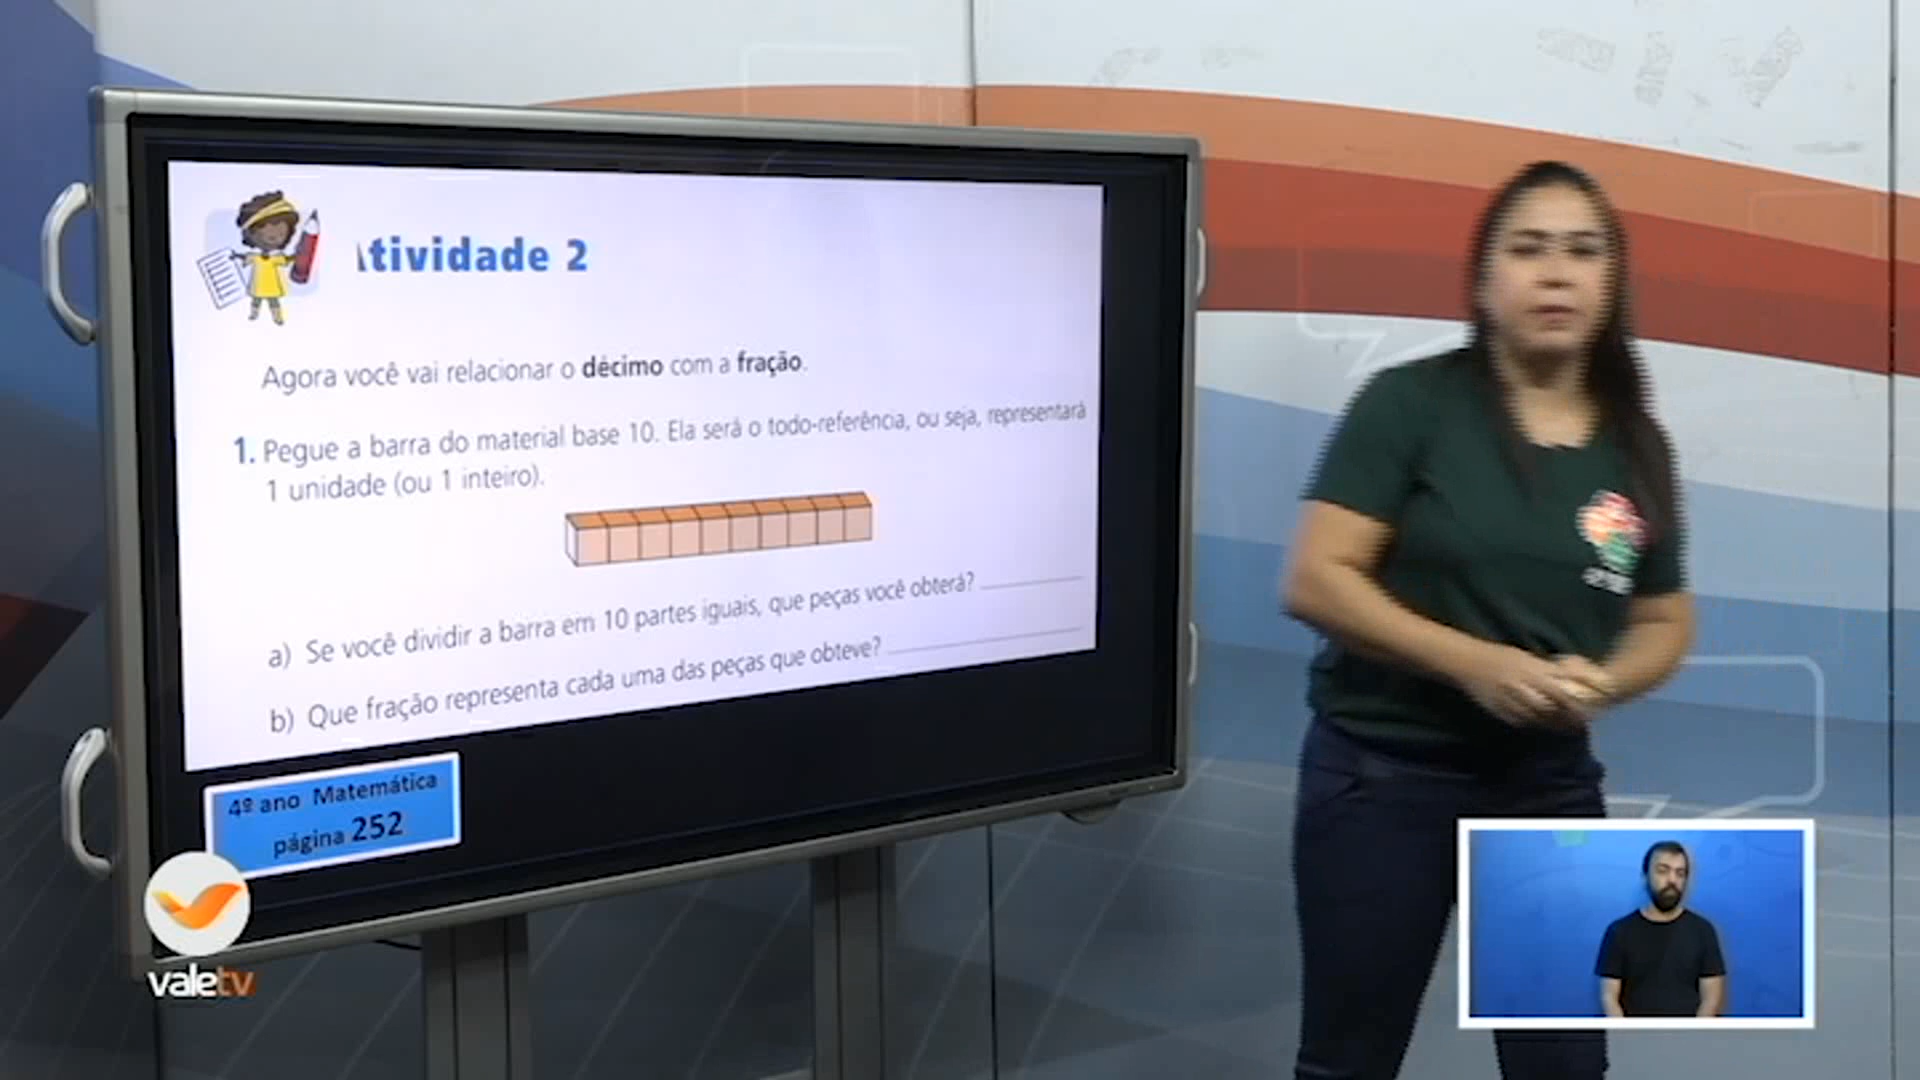 Atividade 2
Agora você vai relacionar o décimo com a fração.
1. Pegue a barra do material base 10. Ela será o todo-referência, ou seja, representará
1 unidade (ou 1 inteiro).
a) Se você dividir a barra em 10 partes iguais, que peças você obterá?
b) Que fração representa cada uma das peças que obteve?
4º ano Matemática
página 252
valetv